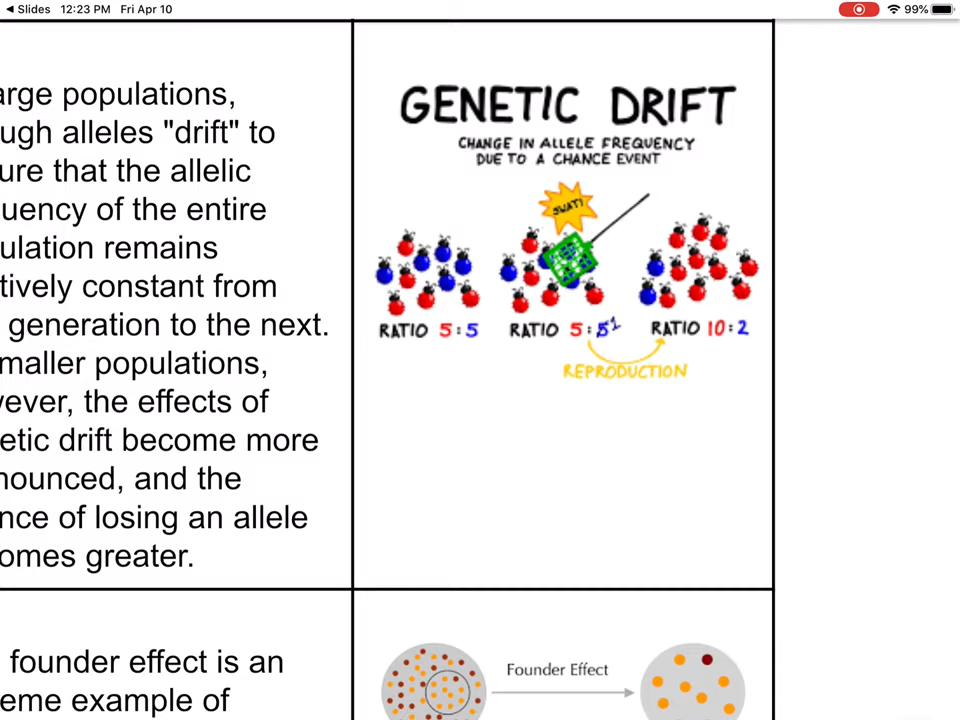 Slides 12:23 PM Fri Apr 10 99%
arge populations,
ugh alleles "drift" to
ure that the allelic
uency of the entire
ulation remains
tively constant from
generation to the next.
maller populations,
vever, the effects of
etic drift become more
nounced, and the
nce of losing an allele
omes greater.
GENETIC DRIFT
CHANGE IN ALLELE FREQUENCY
DUE TO A CHANCE EVENT
SWAT!
RATIO 5:5
RATIO 5:5 1
RATIO 10:2
REPRODUCTION
founder effect is an
eme example of
Founder Effect